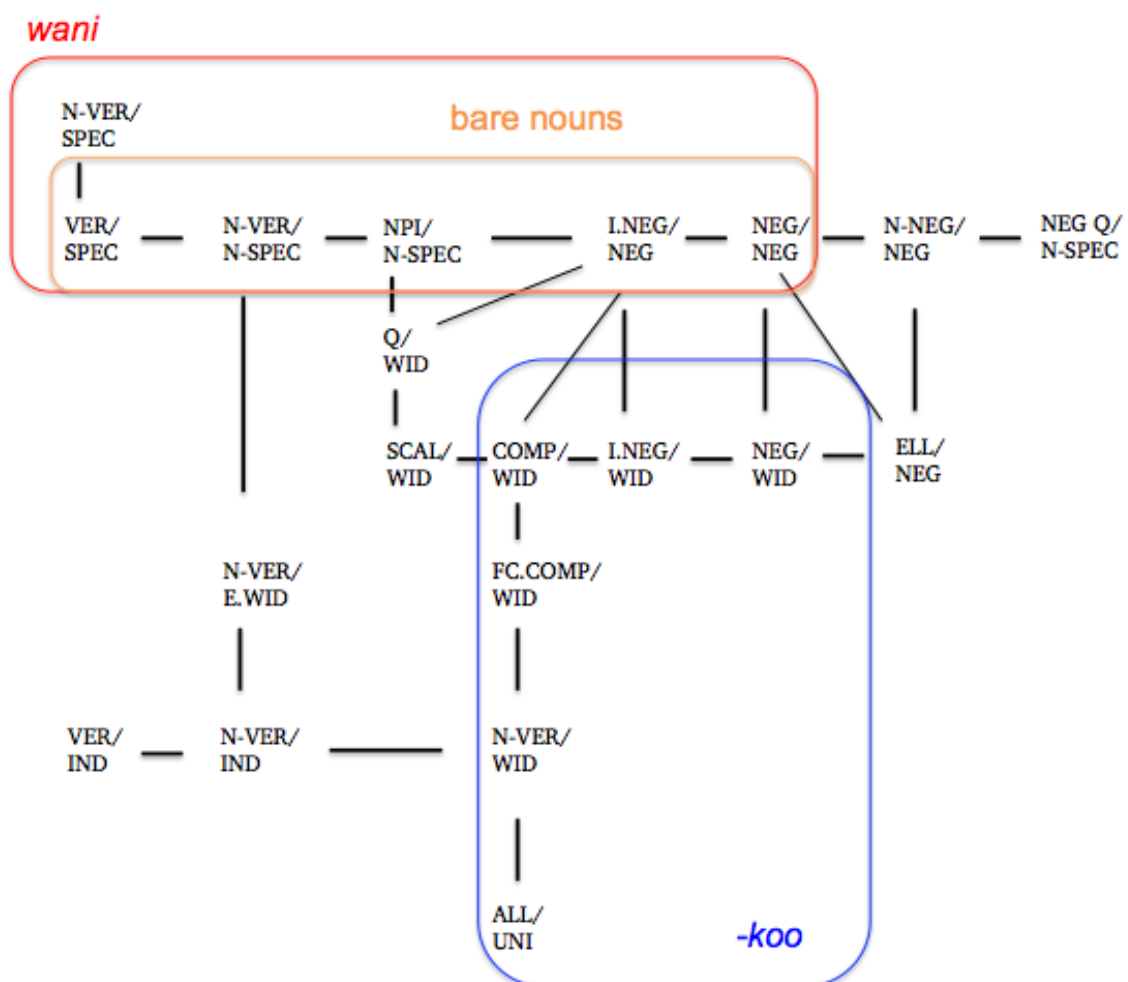 wani
N-VER/
SPEC
bare nouns
VER/
SPEC
N-VER/
N-SPEC
NPI/
N-SPEC
I.NEG/
NEG
NEG/
NEG
N-NEG/
NEG
NEG Q/
N-SPEC
Q/
WID
SCAL/
WID
COMP/
WID
I.NEG/
WID
NEG/
WID
ELL/
NEG
N-VER/
E.WID
FC.COMP/
WID
VER/
IND
N-VER/
IND
N-VER/
WID
ALL/
UNI
-koo